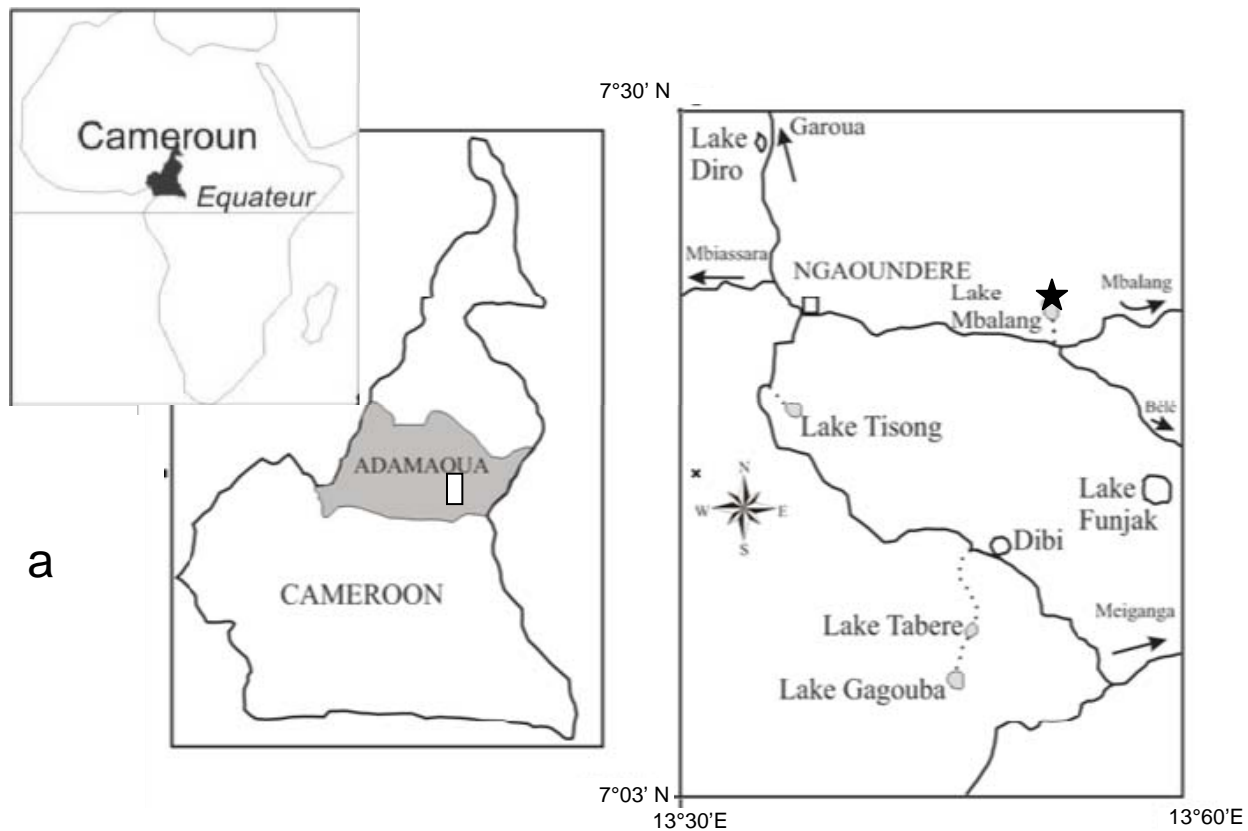 Cameroun
Equateur
ADAMAOUA
CAMEROON
a
7°30' N
Garoua
Lake
Diro
Mbiassara
NGAOUNDERE
Lake
Mbalang
Mbalang
Lake Tisong
Bélé
N
W
E
S
Lake
Funjak
Dibi
Meiganga
Lake Tabere
Lake Gagouba
7°03' N
13°30'E
13°60'E